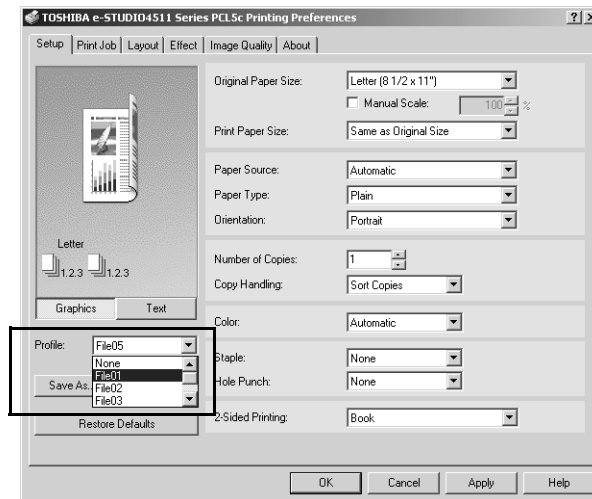 TOSHIBA e-STUDIO4511 Series PCL5c Printing Preferences
Setup Print Job Layout Effect Image Quality About
Original Paper Size: Letter (8 1/2 x 11")
Manual Scale: 100 %
Print Paper Size: Same as Original Size
Paper Source: Automatic
Paper Type: Plain
Orientation: Portrait
Letter
1.2.3 1.2.3
Number of Copies: 1
Copy Handling: Sort Copies
Graphics Text
Color: Automatic
Profile: File05
None
File01
File02
File03
Save As..
Staple: None
Hole Punch: None
Restore Defaults
2-Sided Printing: Book
OK Cancel Apply Help